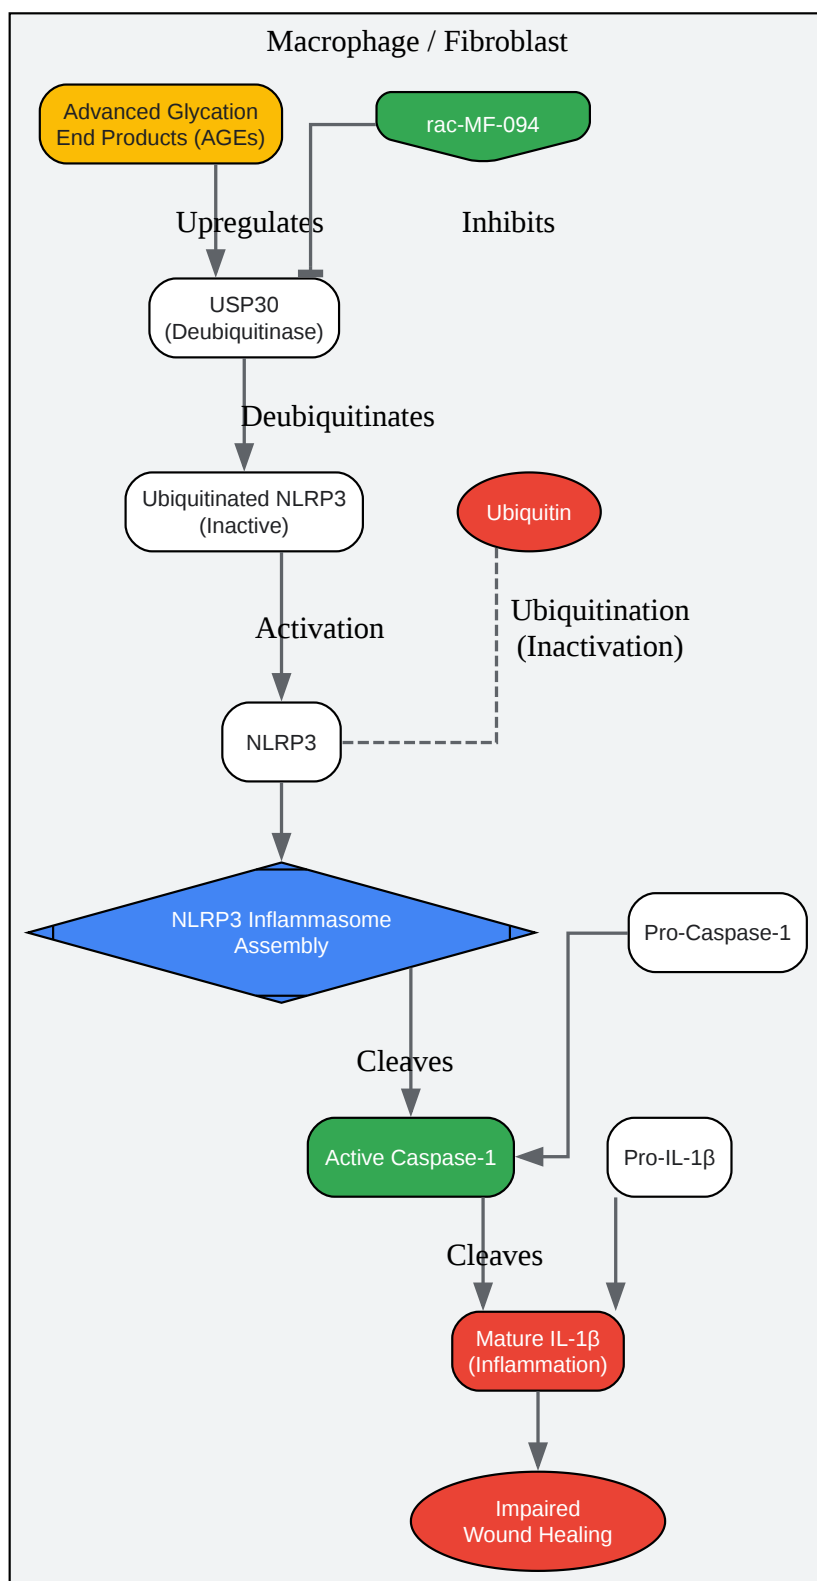 Macrophage / Fibroblast
Advanced Glycation
End Products (AGEs)
rac-MF-094
Upregulates
Inhibits
USP30
(Deubiquitinase)
Deubiquitinates
Ubiquitinated NLRP3
(Inactive)
Ubiquitin
Ubiquitination
(Inactivation)
Activation
NLRP3
NLRP3 Inflammasome
Assembly
Pro-Caspase-1
Cleaves
Active Caspase-1
Pro-IL-1β
Cleaves
Mature IL-1β
(Inflammation)
Impaired
Wound Healing